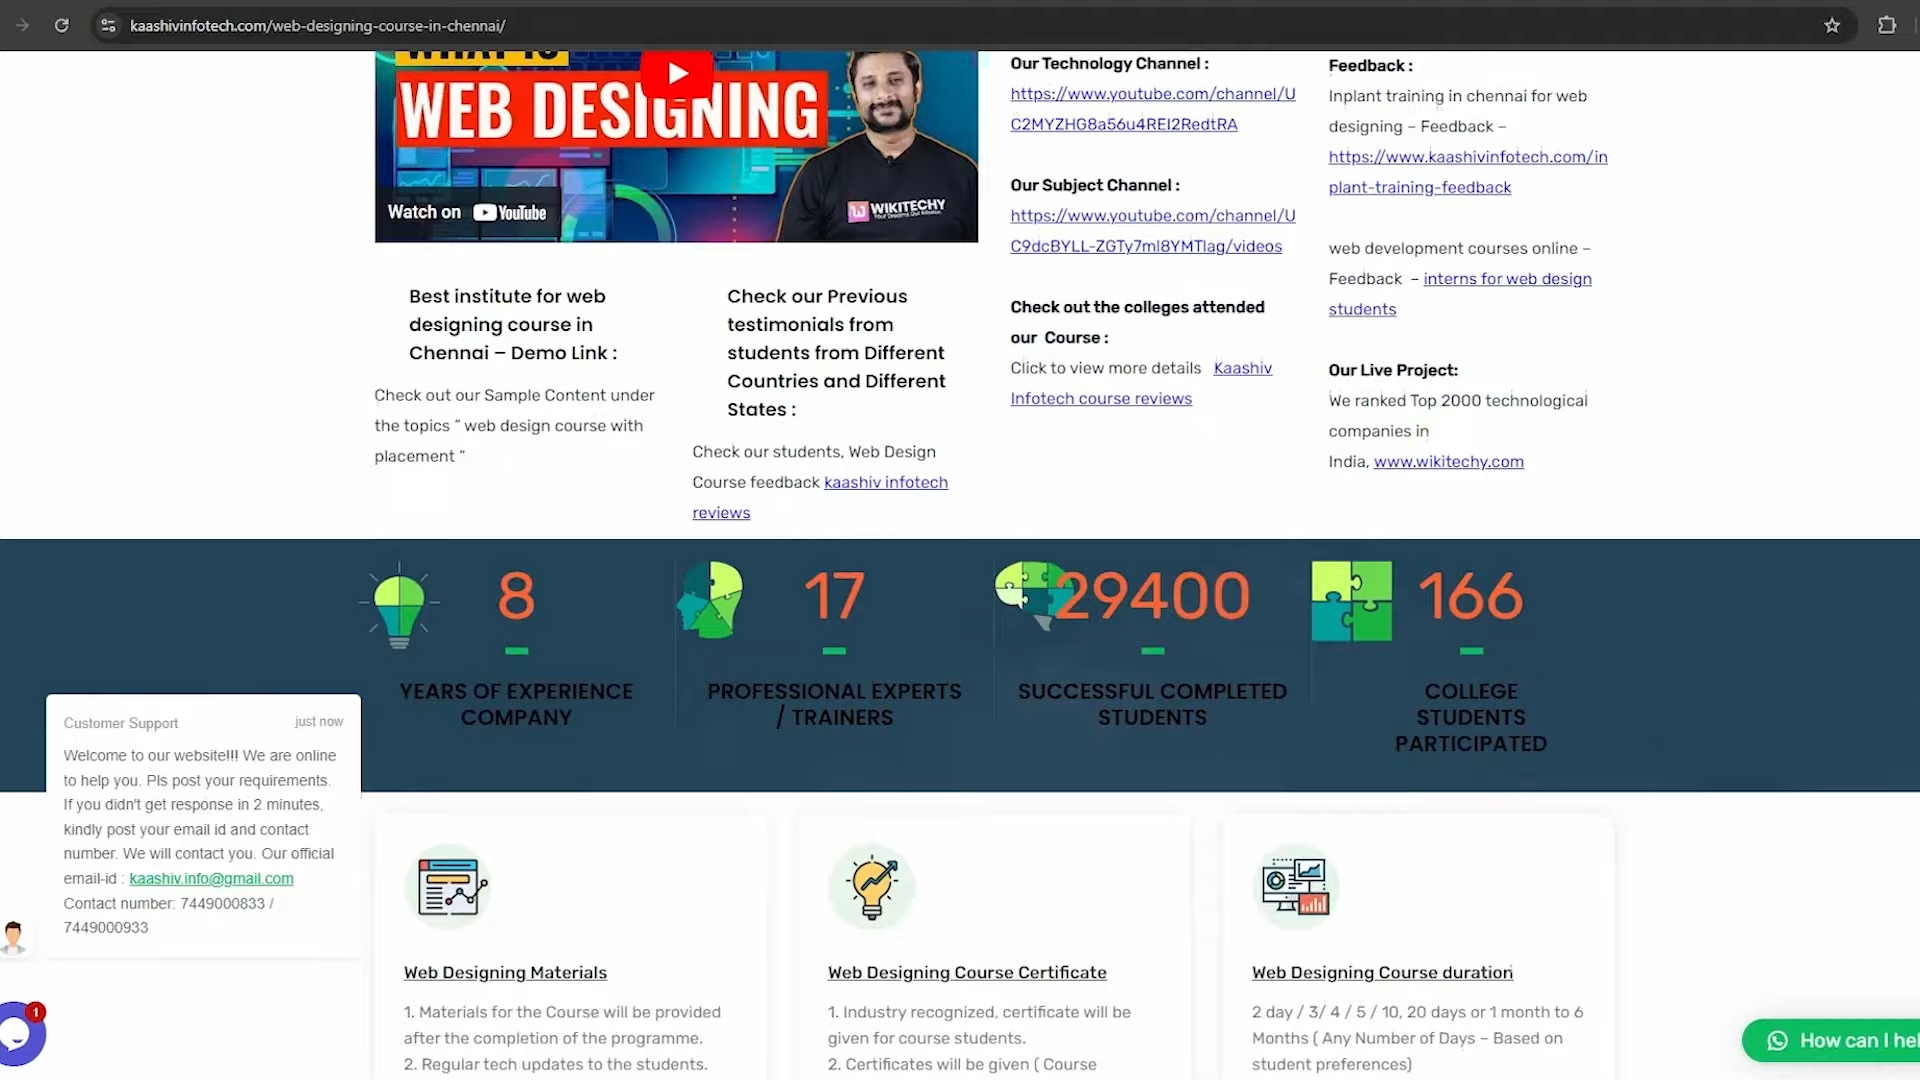 kaashivinfotech.com/web-designing-course-in-chennai/
WHAT IS
WEB DESIGNING
WIKITECHY
Your Dreams Our Mission
Watch on YouTube
Best institute for web
designing course in
Chennai – Demo Link :
Check out our Sample Content under
the topics “ web design course with
placement “
Check our Previous
testimonials from
students from Different
Countries and Different
States :
Check our students, Web Design
Course feedback kaashiv infotech
reviews
Our Technology Channel :
https://www.youtube.com/channel/U
C2MYZHG8a56u4REI2RedtRA
Our Subject Channel :
https://www.youtube.com/channel/U
C9dcBYLL-ZGTy7ml8YMTlag/videos
Check out the colleges attended
our Course :
Click to view more details Kaashiv
Infotech course reviews
Feedback :
Inplant training in chennai for web
designing – Feedback –
https://www.kaashivinfotech.com/in
plant-training-feedback
web development courses online –
Feedback – interns for web design
students
Our Live Project:
We ranked Top 2000 technological
companies in
India, www.wikitechy.com
8
YEARS OF EXPERIENCE
COMPANY
17
PROFESSIONAL EXPERTS
/ TRAINERS
29400
SUCCESSFUL COMPLETED
STUDENTS
166
COLLEGE
STUDENTS
PARTICIPATED
Customer Support just now
Welcome to our website!!! We are online
to help you. Pls post your requirements.
If you didn't get response in 2 minutes,
kindly post your email id and contact
number. We will contact you. Our official
email-id : kaashiv.info@gmail.com
Contact number: 7449000833 /
7449000933
1
Web Designing Materials
1. Materials for the Course will be provided
after the completion of the programme.
2. Regular tech updates to the students.
Web Designing Course Certificate
1. Industry recognized, certificate will be
given for course students.
2. Certificates will be given ( Course
Web Designing Course duration
2 day / 3/ 4 / 5 / 10, 20 days or 1 month to 6
Months ( Any Number of Days – Based on
student preferences)
How can I hel